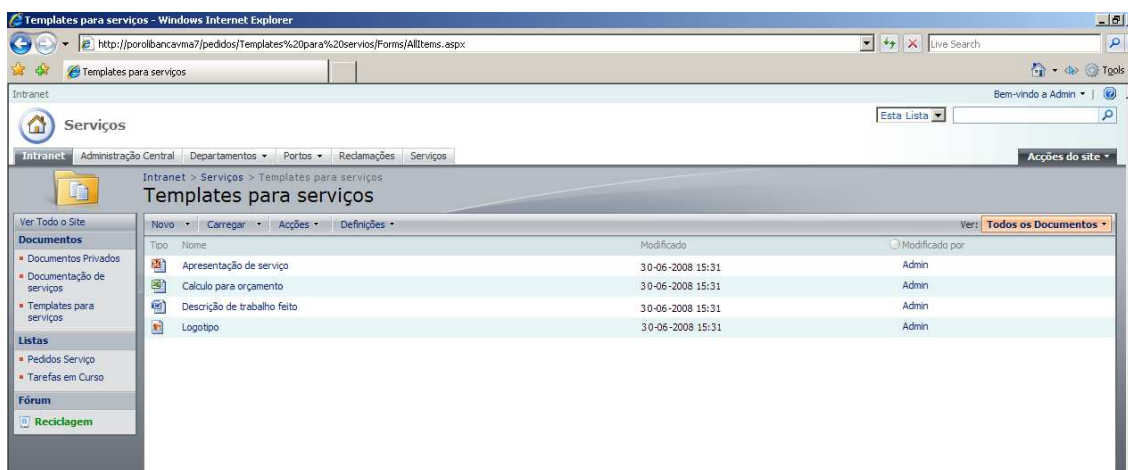 Templates para serviços - Windows Internet Explorer
http://porolibancavma7/pedidos/Templates%20para%20servios/Forms/AllItems.aspx
Live Search
Templates para serviços
Tools
Intranet
Bem-vindo a Admin
Serviços
Esta Lista
Intranet Administração Central Departamentos Portos Reclamações Serviços
Acções do site
Intranet > Serviços > Templates para serviços
Templates para serviços
Ver Todo o Site
Novo Carregar Acções Definições
Ver: Todos os Documentos
Documentos
Documentos Privados
Documentação de
serviços
Templates para
serviços
Listas
Pedidos Serviço
Tarefas em Curso
Fórum
Reciclagem
Tipo Nome Modificado Modificado por
Apresentação de serviço 30-06-2008 15:31 Admin
Calculo para orçamento 30-06-2008 15:31 Admin
Descrição de trabalho feito 30-06-2008 15:31 Admin
Logotipo 30-06-2008 15:31 Admin